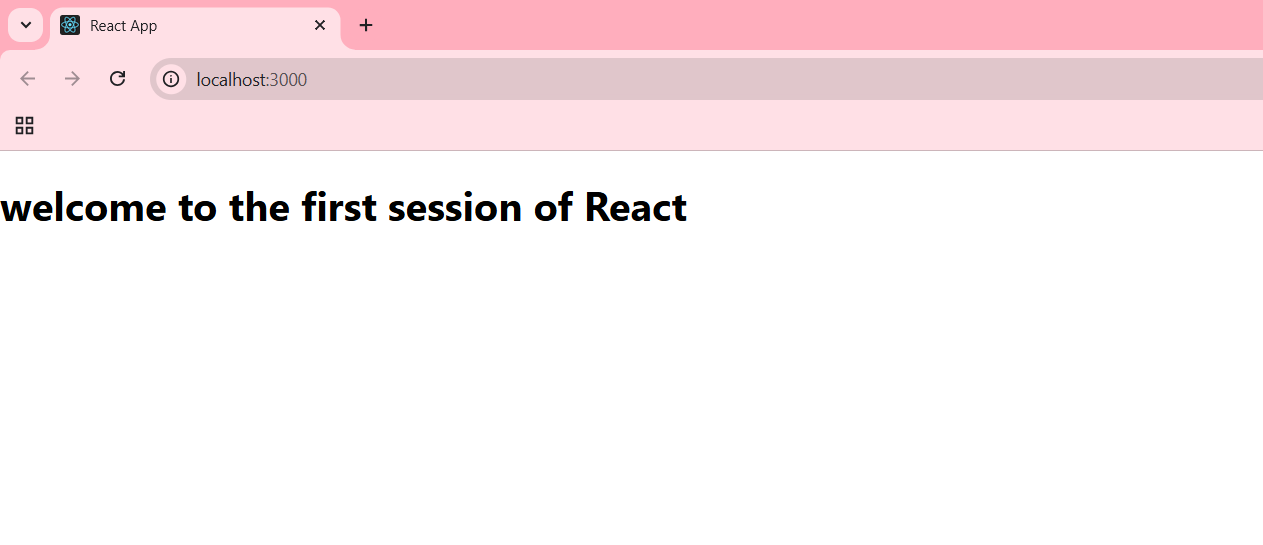 React App
localhost:3000
welcome to the first session of React